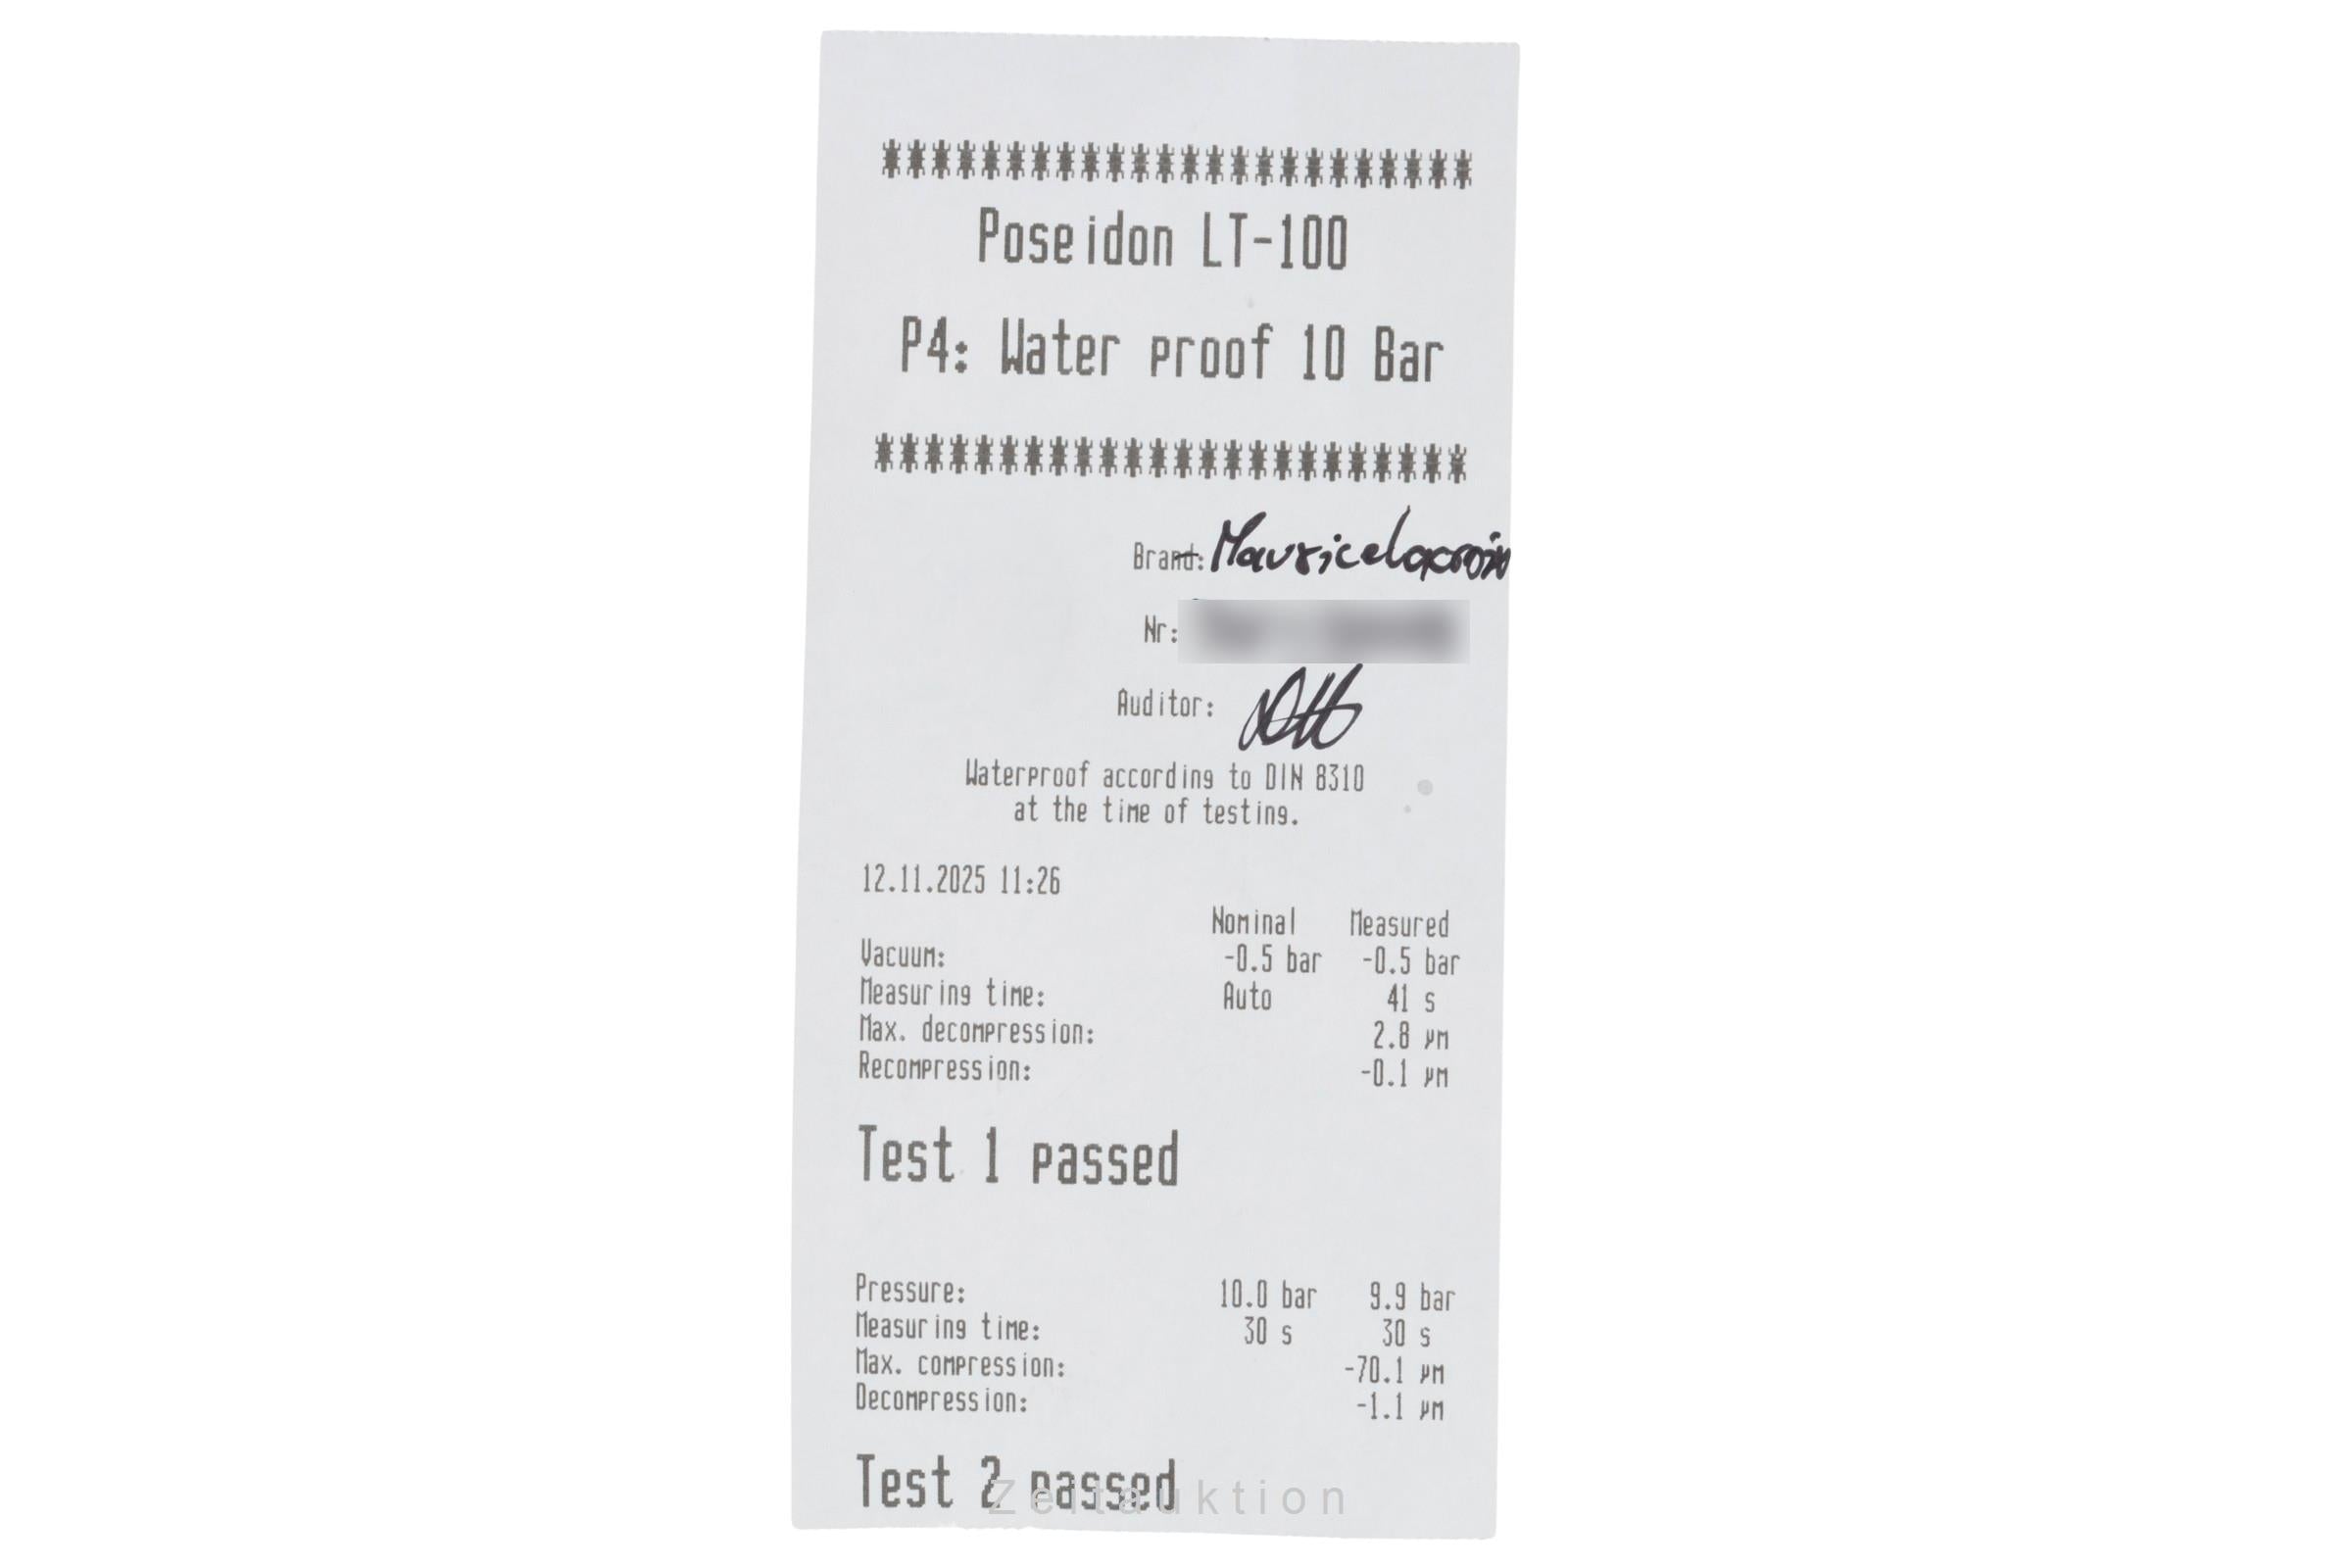 ************************
Poseidon LT-100
P4: Water proof 10 Bar
************************
Brand: Mauricelacroix
Nr:
Auditor:
Waterproof according to DIN 8310
at the time of testing.
12.11.2025 11:26
Nominal Measured
Vacuum: -0.5 bar -0.5 bar
Measuring time: Auto 41 s
Max. decompression: 2.8 µm
Recompression: -0.1 µm
Test 1 passed
Pressure: 10.0 bar 9.9 bar
Measuring time: 30 s 30 s
Max. compression: -70.1 µm
Decompression: -1.1 µm
Test 2 passed
Zeitauktion